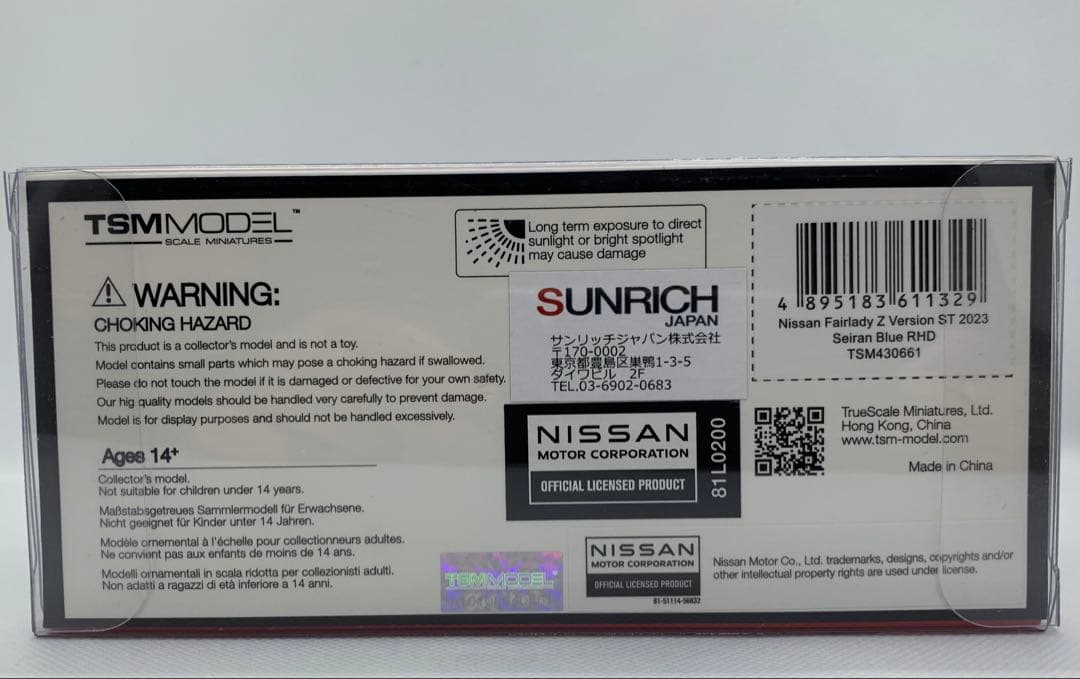 TSMMODEL™
SCALE MINIATURES
WARNING:
CHOKING HAZARD
This product is a collector's model and is not a toy.
Model contains small parts which may pose a choking hazard if swallowed.
Please do not touch the model if it is damaged or defective for your own safety.
Our hig quality models should be handled very carefully to prevent damage.
Model is for display purposes and should not be handled excessively.
Ages 14+
Collector's model.
Not suitable for children under 14 years.
Maßstabsgetreues Sammlermodell für Erwachsene.
Nicht geeignet für Kinder unter 14 Jahren.
Modèle ornemental à l'échelle pour collectionneurs adultes.
Ne convient pas aux enfants de moins de 14 ans.
Modelli ornamentali in scala ridotta per collezionisti adulti.
Non adatti a ragazzi di età inferiore a 14 anni.
Long term exposure to direct
sunlight or bright spotlight
may cause damage
SUNRICH
JAPAN
サンリッチジャパン株式会社
〒170-0002
東京都豊島区巣鴨1-3-5
ダイワビル 2F
TEL.03-6902-0683
NISSAN
MOTOR CORPORATION
OFFICIAL LICENSED PRODUCT
81L0200
TSMMODEL
NISSAN
MOTOR CORPORATION
OFFICIAL LICENSED PRODUCT
81-51114-56632
4 895183 611329
Nissan Fairlady Z Version ST 2023
Seiran Blue RHD
TSM430661
TrueScale Miniatures, Ltd.
Hong Kong, China
www.tsm-model.com
Made in China
Nissan Motor Co., Ltd. trademarks, designs, copyrights and/or
other intellectual property rights are used under license.